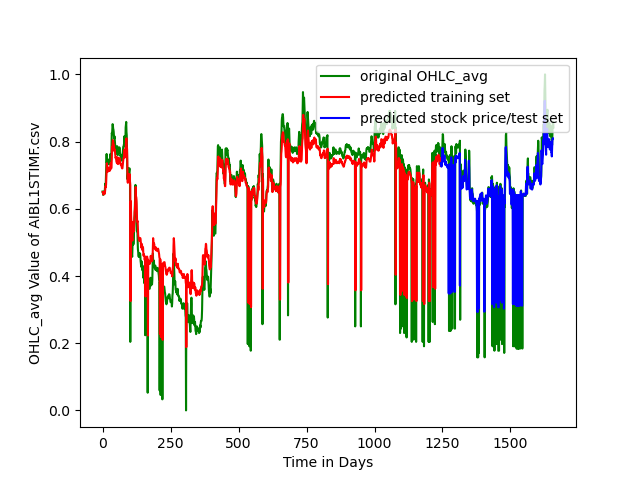 original OHLC_avg
predicted training set
predicted stock price/test set
OHLC_avg Value of AIBL1STIMF.csv
1.0
0.8
0.6
0.4
0.2
0.0
0 250 500 750 1000 1250 1500
Time in Days